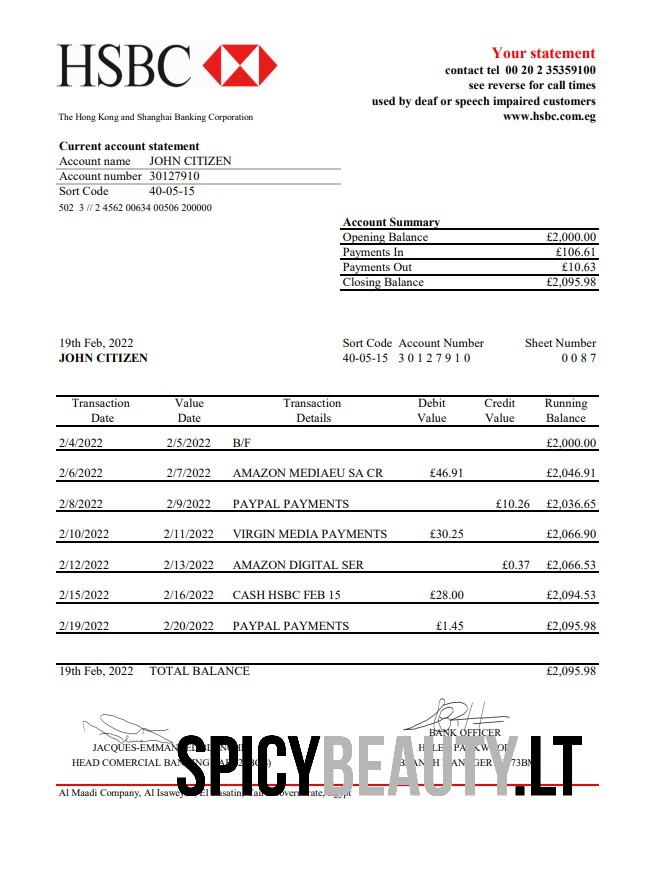 HSBC
Your statement
contact tel 00 20 2 35359100
see reverse for call times
used by deaf or speech impaired customers
www.hsbc.com.eg
The Hong Kong and Shanghai Banking Corporation
Current account statement
Account name JOHN CITIZEN
Account number 30127910
Sort Code 40-05-15
502 3 // 2 4562 00634 00506 200000
Account Summary
Opening Balance £2,000.00
Payments In £106.61
Payments Out £10.63
Closing Balance £2,095.98
19th Feb, 2022 Sort Code Account Number Sheet Number
JOHN CITIZEN 40-05-15 3 0 1 2 7 9 1 0 0 0 8 7
Transaction Value Transaction Debit Credit Running
Date Date Details Value Value Balance
2/4/2022 2/5/2022 B/F £2,000.00
2/6/2022 2/7/2022 AMAZON MEDIAEU SA CR £46.91 £2,046.91
2/8/2022 2/9/2022 PAYPAL PAYMENTS £10.26 £2,036.65
2/10/2022 2/11/2022 VIRGIN MEDIA PAYMENTS £30.25 £2,066.90
2/12/2022 2/13/2022 AMAZON DIGITAL SER £0.37 £2,066.53
2/15/2022 2/16/2022 CASH HSBC FEB 15 £28.00 £2,094.53
2/19/2022 2/20/2022 PAYPAL PAYMENTS £1.45 £2,095.98
19th Feb, 2022 TOTAL BALANCE £2,095.98
BANK OFFICER
HEAD COMERCIAL
SPICYBEAUTY.LT
Al Maadi Company, Al